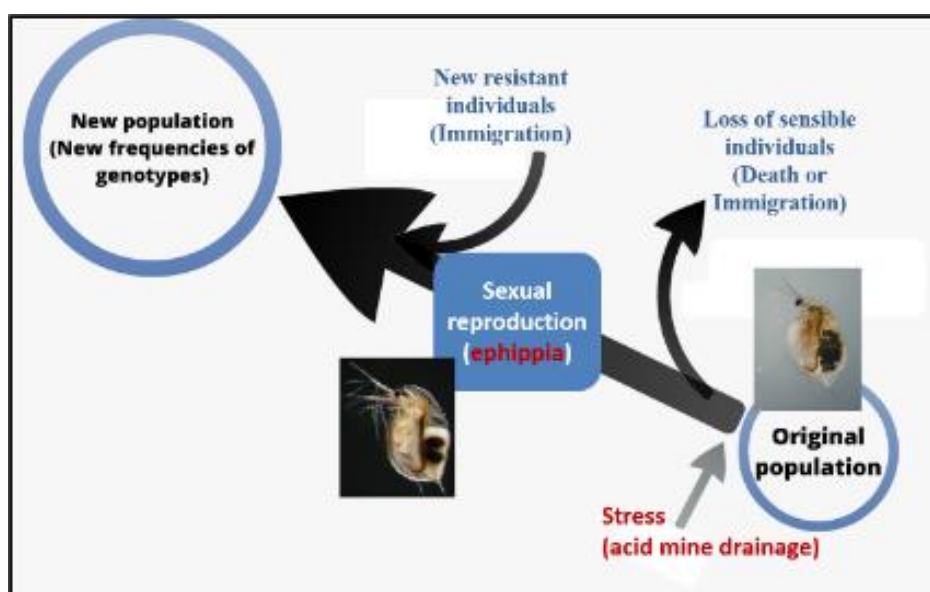 New population
(New frequencies of
genotypes)
New resistant
individuals
(Immigration)
Loss of sensible
individuals
(Death or
Immigration)
Sexual
reproduction
(ephippia)
Original
population
Stress
(acid mine drainage)